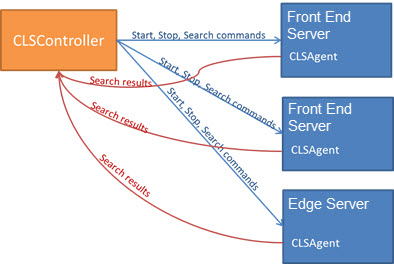 CLSController
Start, Stop, Search commands
Front End
Server
CLSAgent
Search results
Start, Stop, Search commands
Front End
Server
CLSAgent
Search results
Start, Stop, Search commands
Edge Server
CLSAgent
Search results